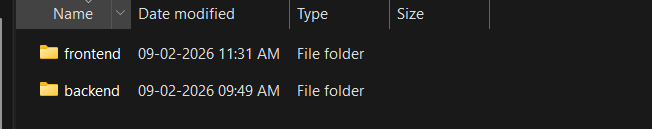 Name Date modified Type Size
frontend 09-02-2026 11:31 AM File folder
backend 09-02-2026 09:49 AM File folder